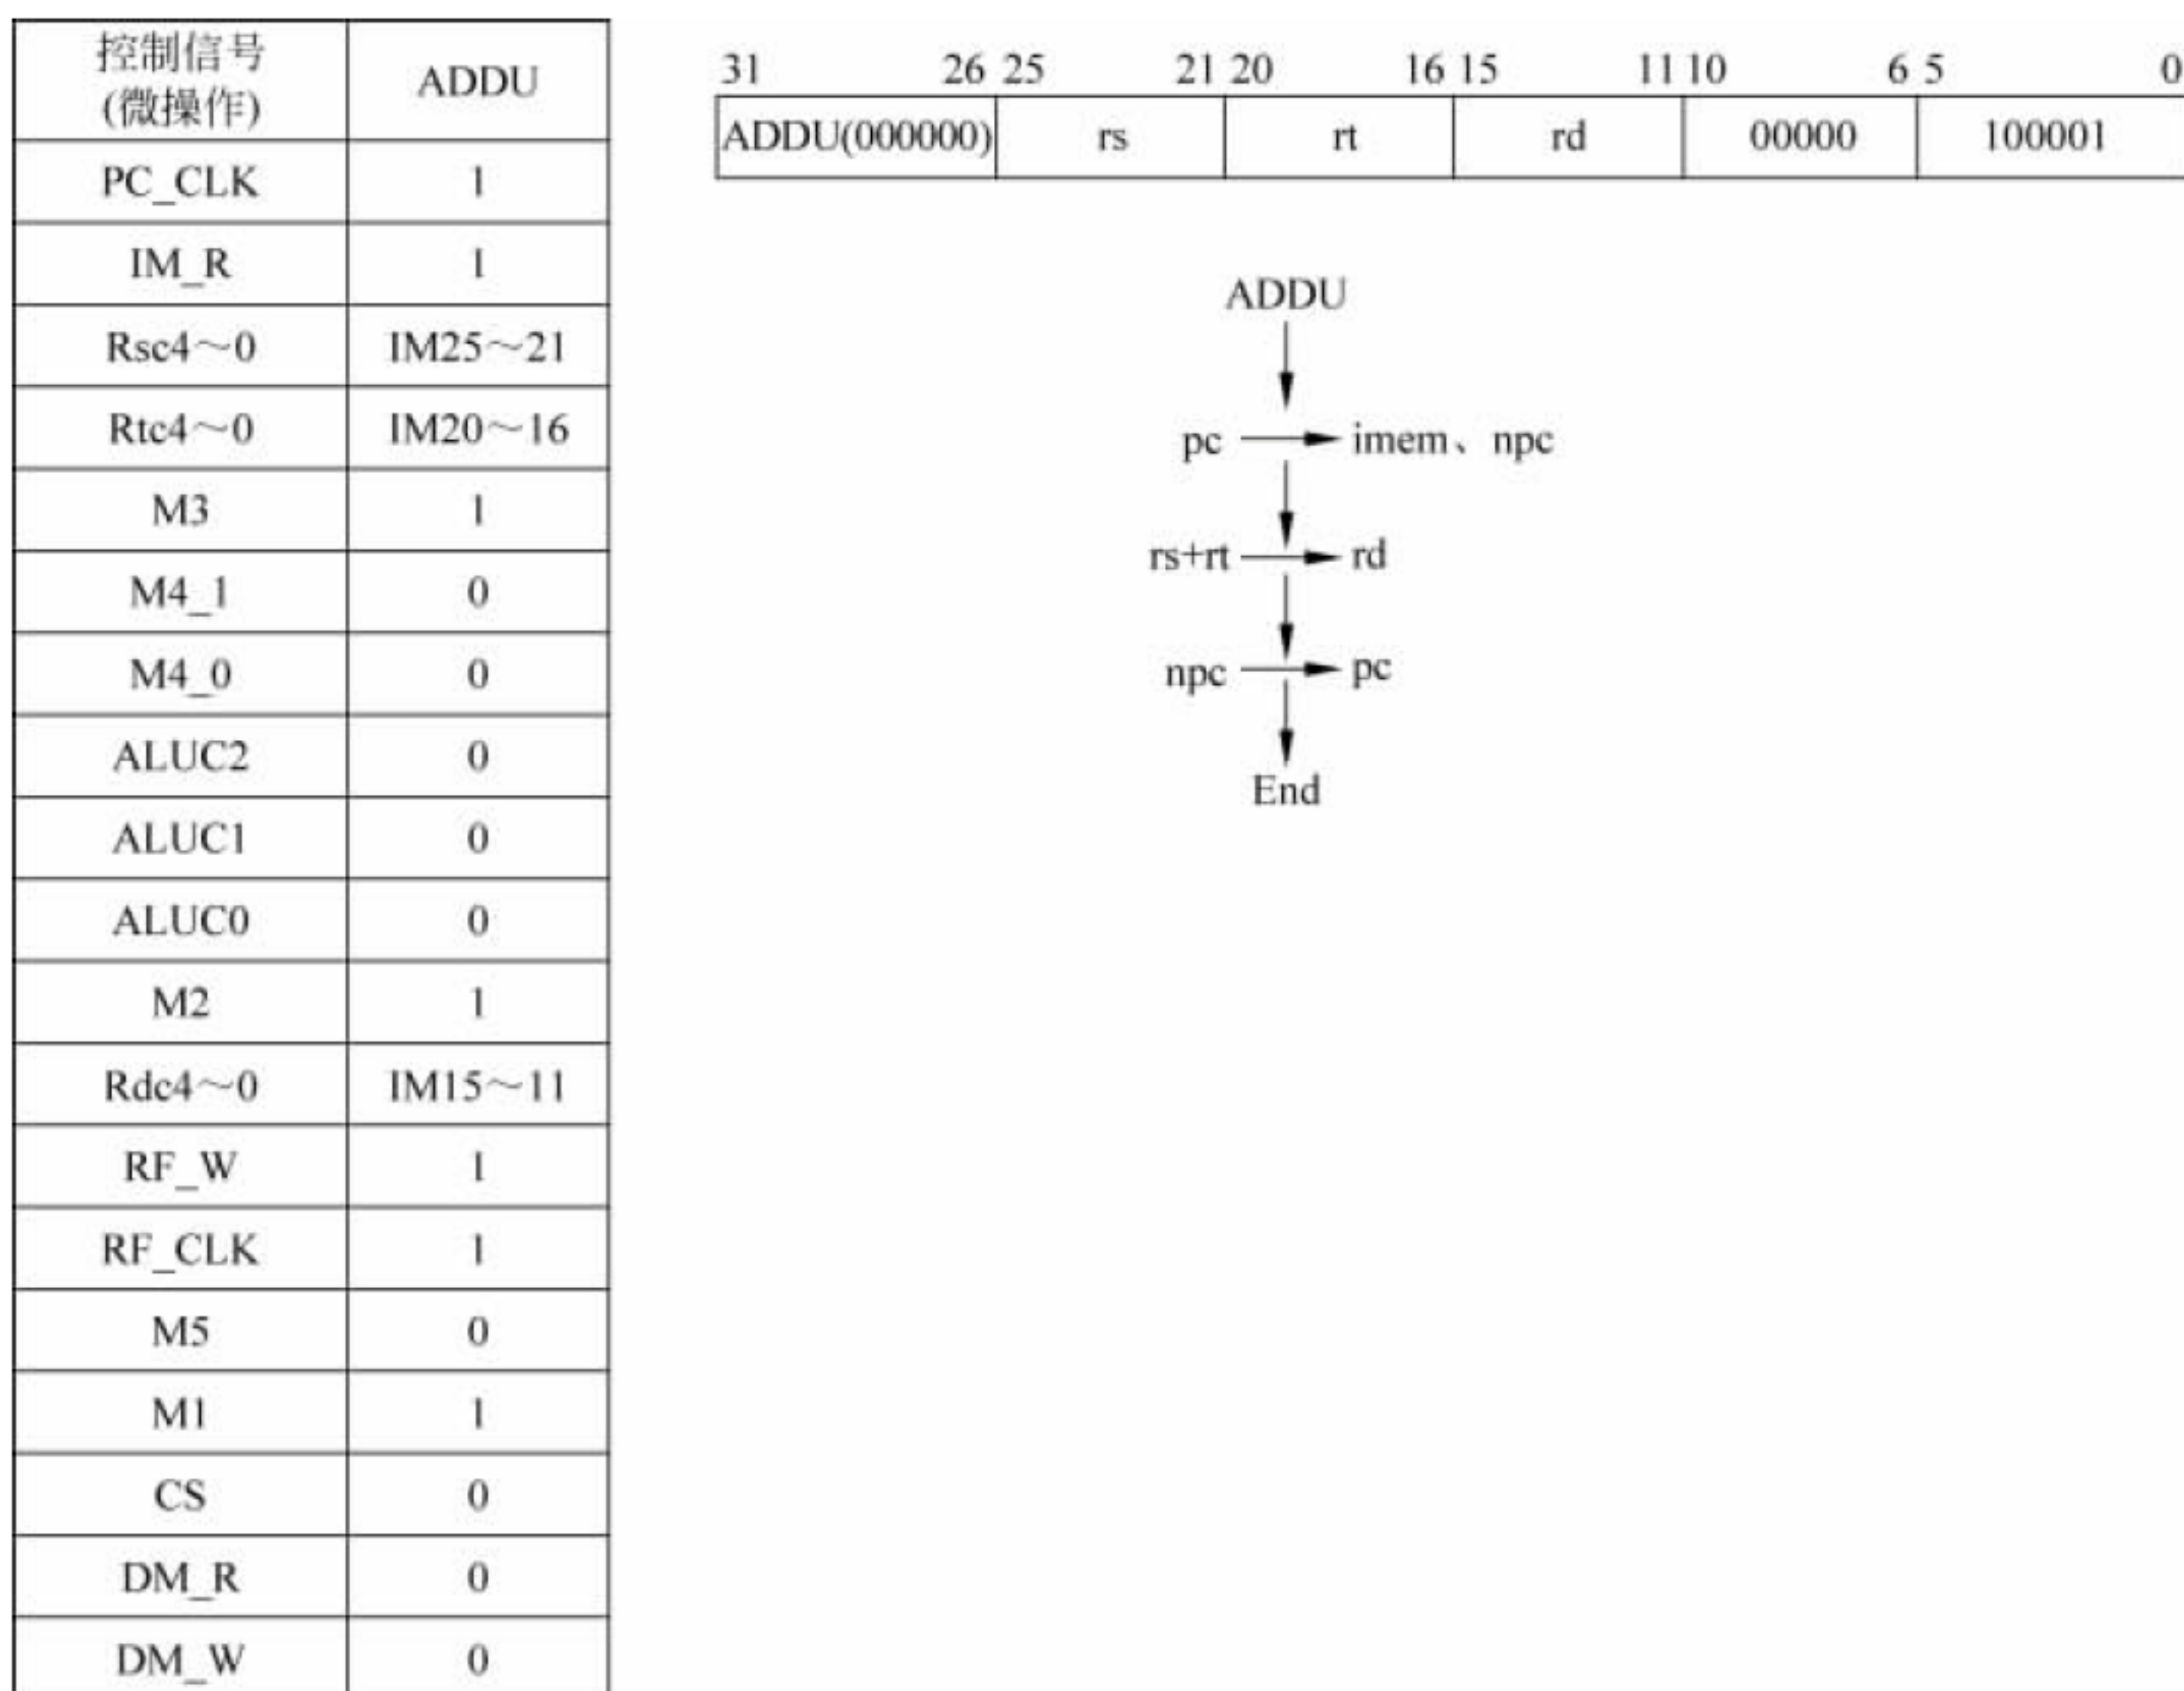 控制信号
(微操作) ADDU
PC_CLK 1
IM_R 1
Rsc4～0 IM25～21
Rtc4～0 IM20～16
M3 1
M4_1 0
M4_0 0
ALUC2 0
ALUC1 0
ALUC0 0
M2 1
Rdc4～0 IM15～11
RF_W 1
RF_CLK 1
M5 0
M1 1
CS 0
DM_R 0
DM_W 0
31 26 25 21 20 16 15 11 10 6 5 0
ADDU(000000) rs rt rd 00000 100001
ADDU
pc imem、npc
rs+rt rd
npc pc
End